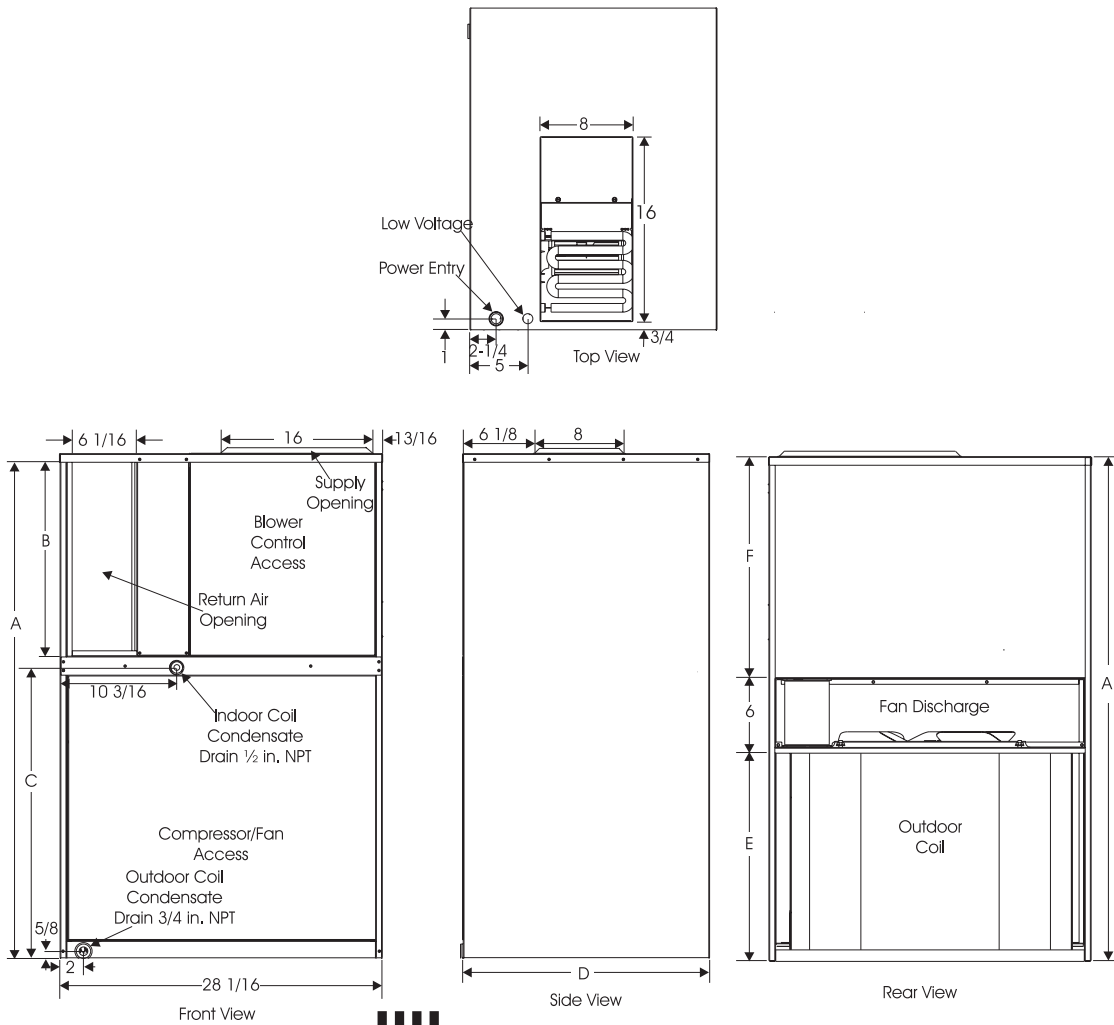 8
16
Low Voltage
Power Entry
3/4
1
2-1/4
5
Top View
6 1/16
16
13/16
Supply
Opening
Blower
Control
Access
B
Return Air
Opening
A
10 3/16
Indoor Coil
Condensate
Drain ½ in. NPT
C
Compressor/Fan
Access
Outdoor Coil
Condensate
Drain 3/4 in. NPT
5/8
2
28 1/16
Front View
6 1/8
8
D
Side View
F
A
6
Fan Discharge
E
Outdoor
Coil
Rear View